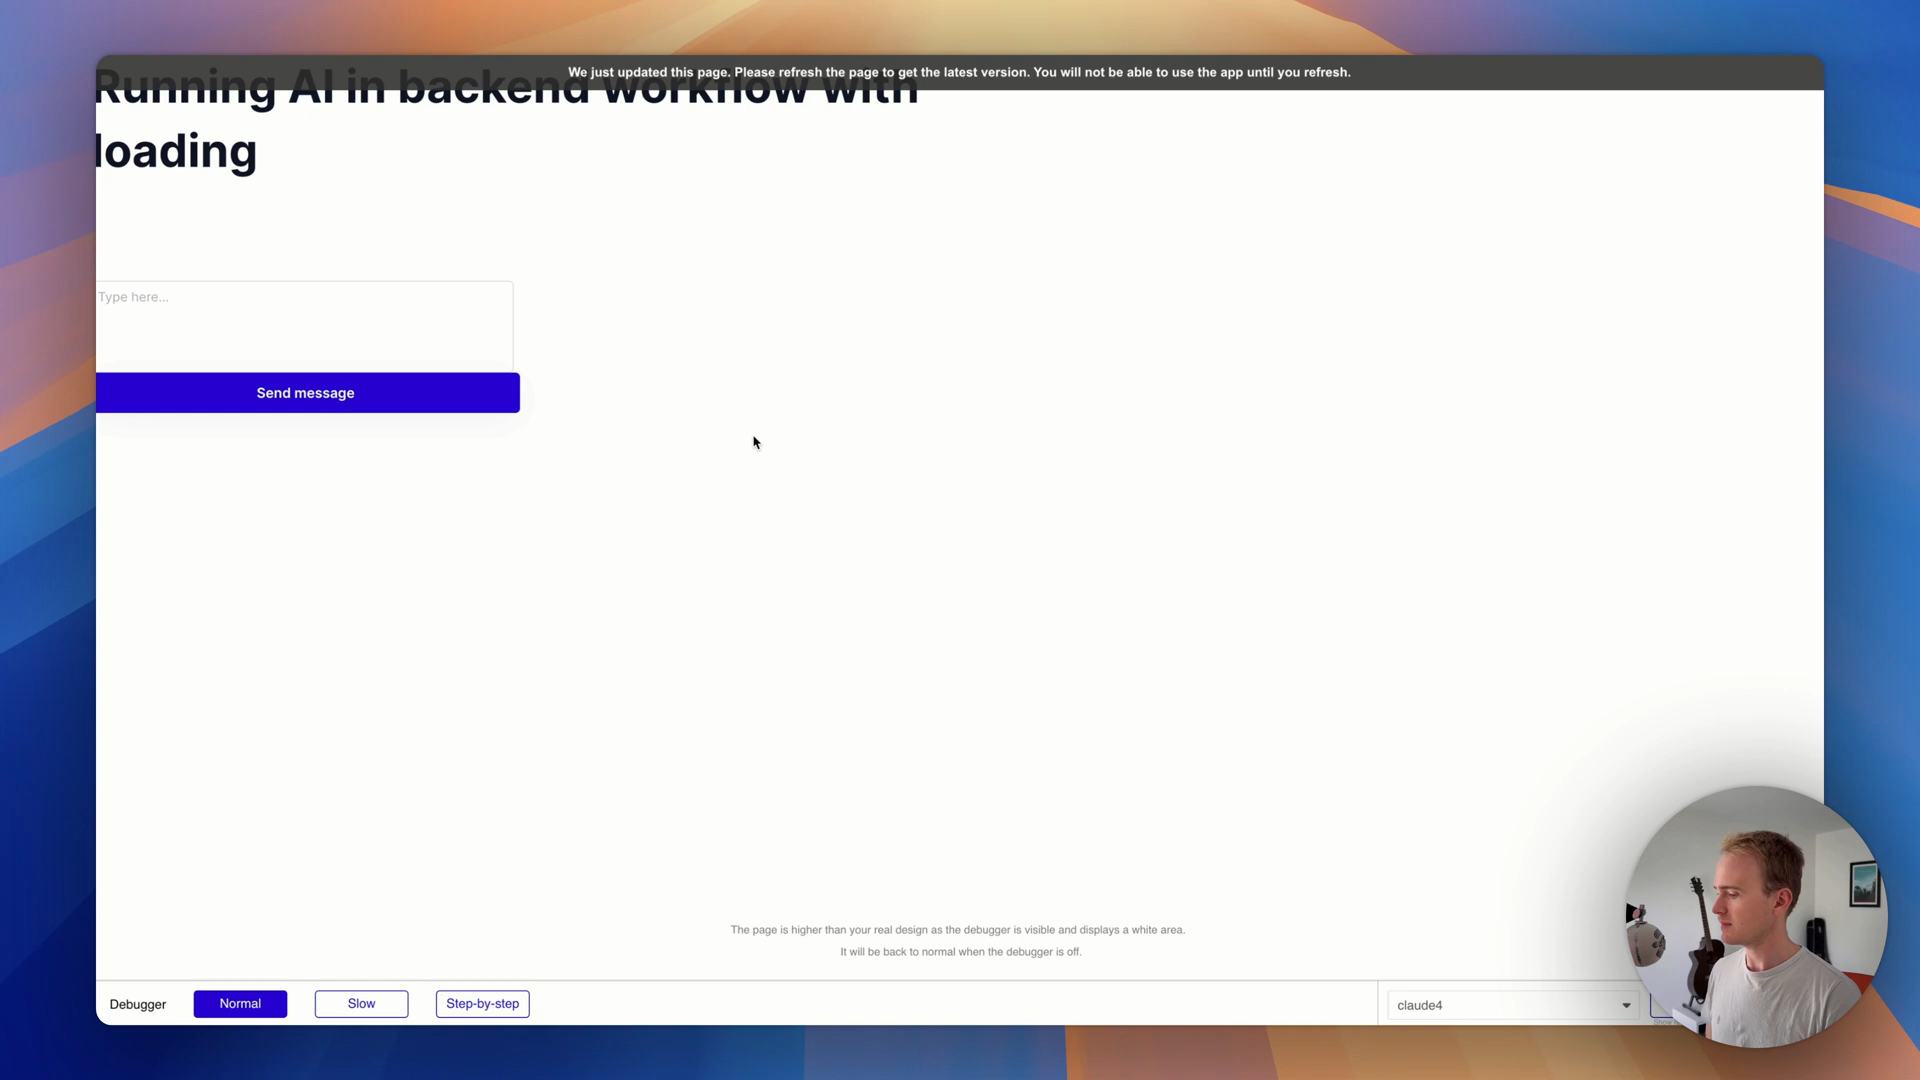 We just updated this page. Please refresh the page to get the latest version. You will not be able to use the app until you refresh.
Running AI in backend workflow with
loading
Type here...
Send message
The page is higher than your real design as the debugger is visible and displays a white area.
It will be back to normal when the debugger is off.
Debugger
Normal
Slow
Step-by-step
claude4